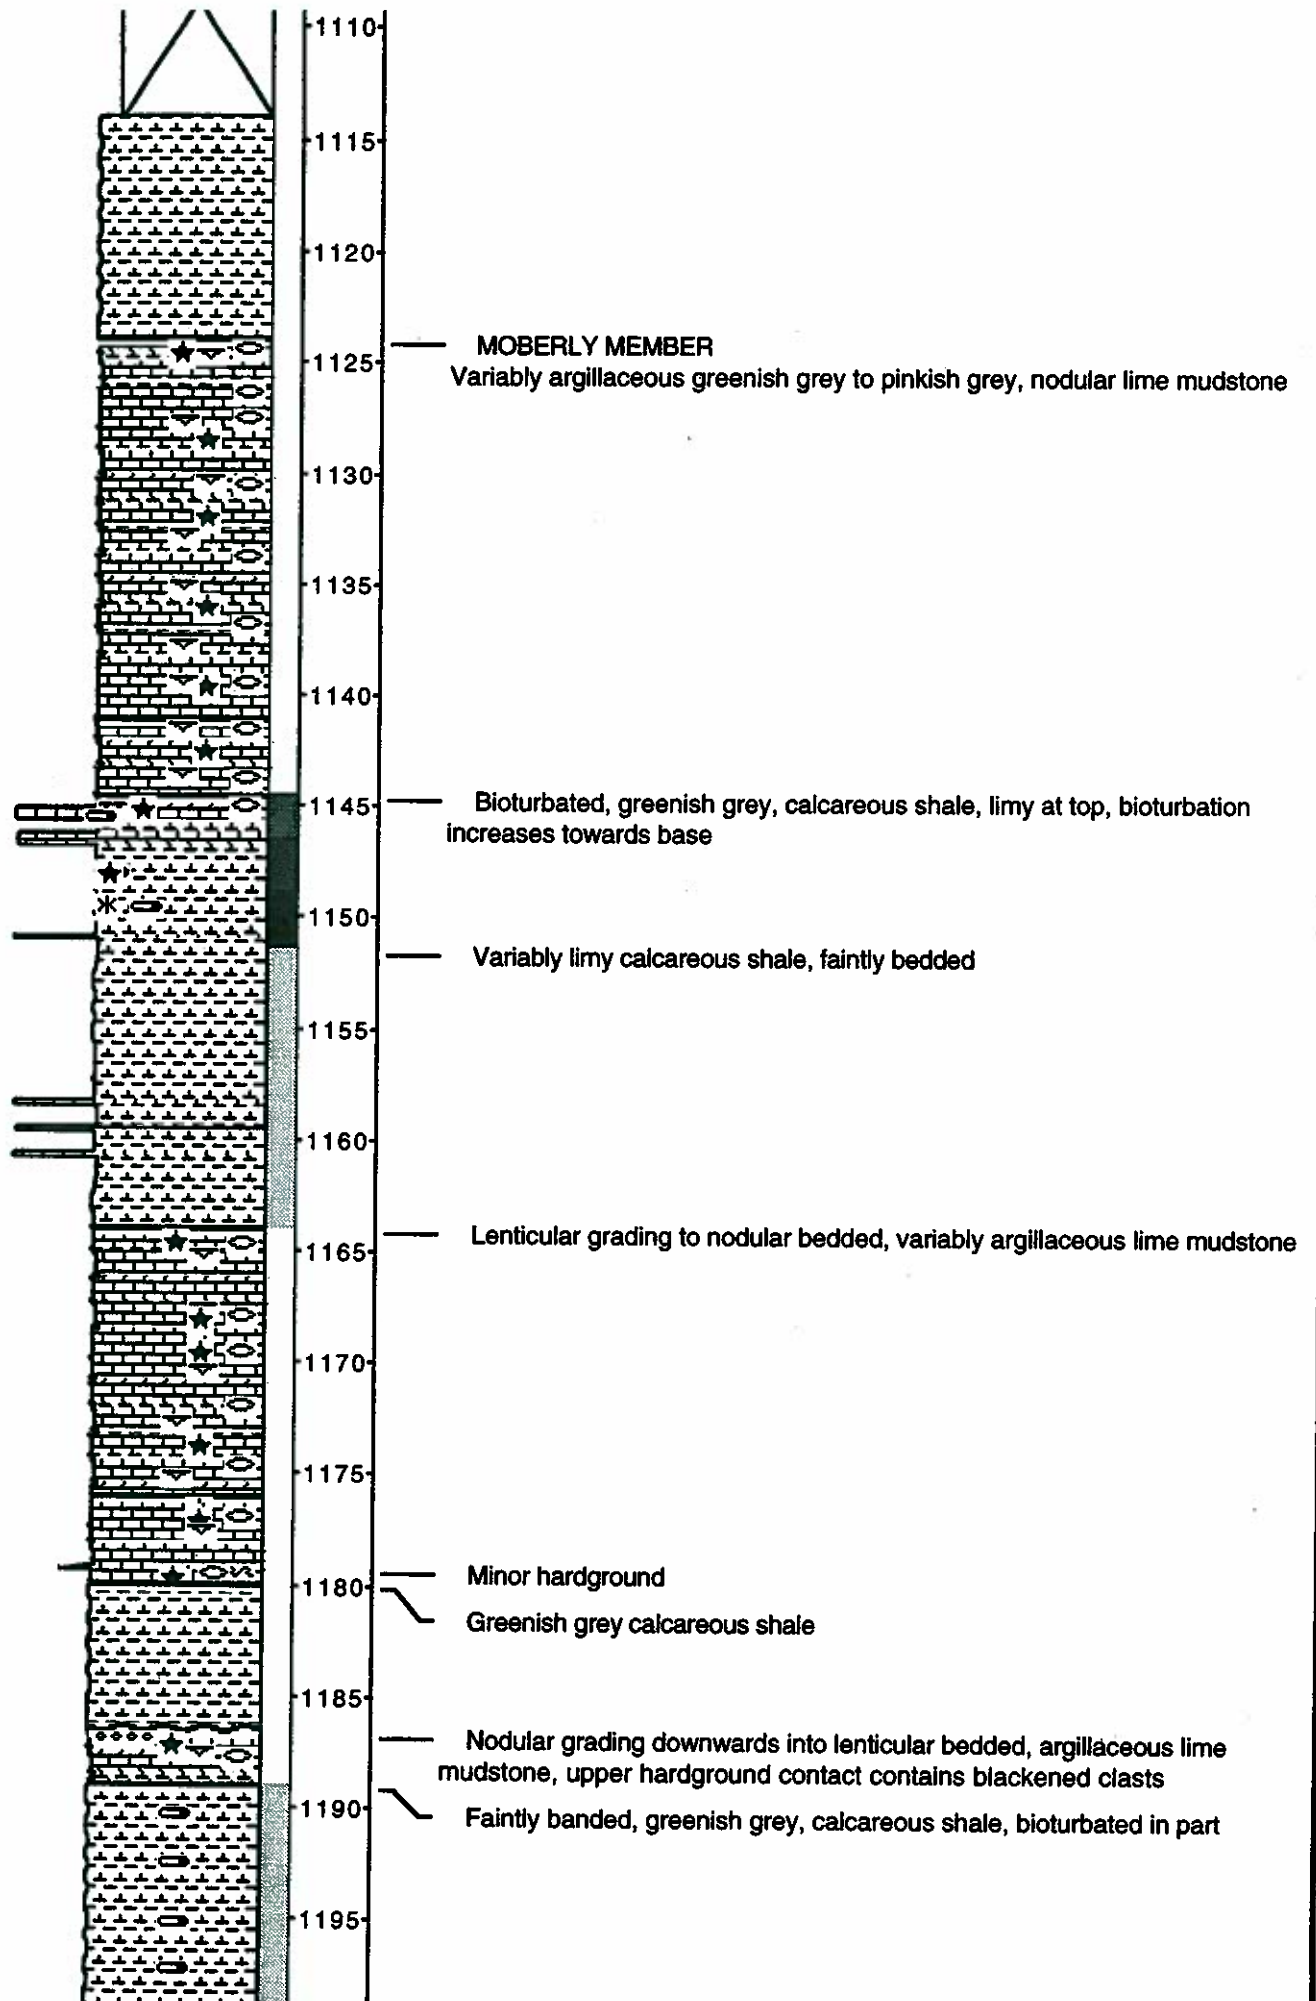 1110
1115
1120
MOBERLY MEMBER
1125
Variably argillaceous greenish grey to pinkish grey, nodular lime mudstone
1130
1135
1140
1145
Bioturbated, greenish grey, calcareous shale, limy at top, bioturbation
increases towards base
1150
Variably limy calcareous shale, faintly bedded
1155
1160
Lenticular grading to nodular bedded, variably argillaceous lime mudstone
1165
1170
1175
Minor hardground
1180
Greenish grey calcareous shale
1185
Nodular grading downwards into lenticular bedded, argillaceous lime
mudstone, upper hardground contact contains blackened clasts
1190
Faintly banded, greenish grey, calcareous shale, bioturbated in part
1195